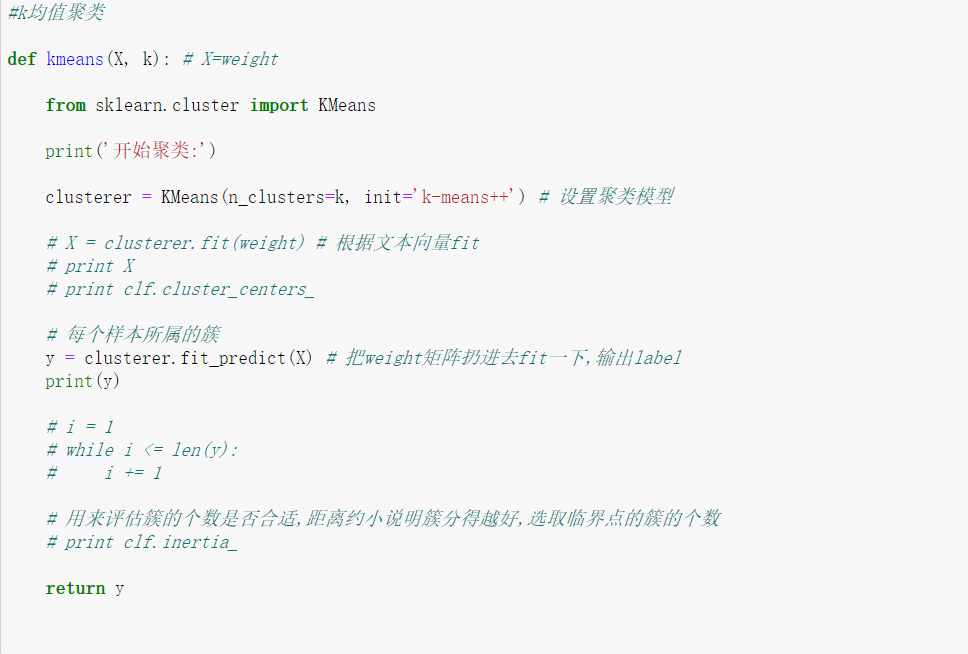 #k均值聚类
def kmeans(X, k): # X=weight
from sklearn.cluster import KMeans
print('开始聚类:')
clusterer = KMeans(n_clusters=k, init='k-means++') # 设置聚类模型
# X = clusterer.fit(weight) # 根据文本向量fit
# print X
# print clf.cluster_centers_
# 每个样本所属的簇
y = clusterer.fit_predict(X) # 把weight矩阵扔进去fit一下,输出label
print(y)
# i = 1
# while i <= len(y):
#     i += 1
# 用来评估簇的个数是否合适,距离约小说明簇分得越好,选取临界点的簇的个数
# print clf.inertia_
return y